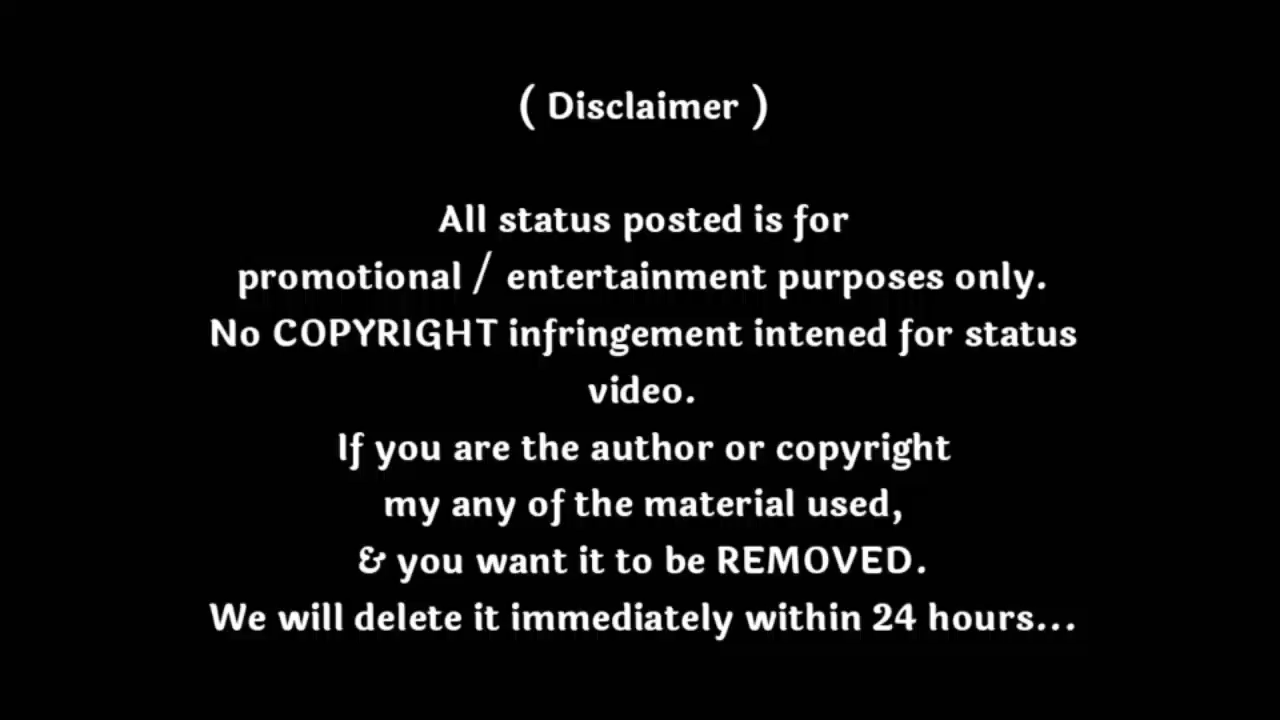 ( Disclaimer )
All status posted is for
promotional / entertainment purposes only.
No COPYRIGHT infringement intened for status
video.
If you are the author or copyright
my any of the material used,
& you want it to be REMOVED.
We will delete it immediately within 24 hours...